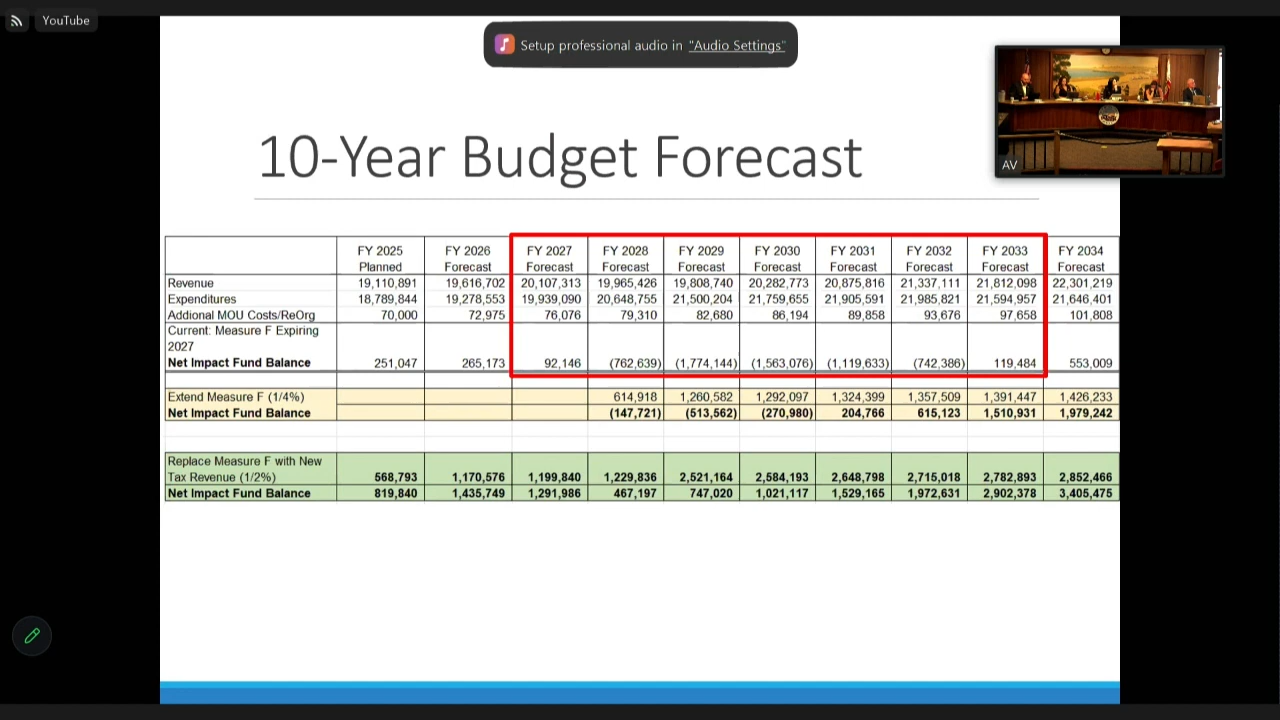 YouTube
Setup professional audio in "Audio Settings"
AV
10-Year Budget Forecast
FY 2025 FY 2026 FY 2027 FY 2028 FY 2029 FY 2030 FY 2031 FY 2032 FY 2033 FY 2034
Planned Forecast Forecast Forecast Forecast Forecast Forecast Forecast Forecast Forecast
Revenue 19,110,891 19,616,702 20,107,313 19,965,426 19,808,740 20,282,773 20,875,816 21,337,111 21,812,098 22,301,219
Expenditures 18,789,844 19,278,553 19,939,090 20,648,755 21,500,204 21,759,655 21,905,591 21,985,821 21,594,957 21,646,401
Addional MOU Costs/ReOrg 70,000 72,975 76,076 79,310 82,680 86,194 89,858 93,676 97,658 101,808
Current: Measure F Expiring
2027
Net Impact Fund Balance 251,047 265,173 92,146 (762,639) (1,774,144) (1,563,076) (1,119,633) (742,386) 119,484 553,009
Extend Measure F (1/4%) 614,918 1,260,582 1,292,097 1,324,399 1,357,509 1,391,447 1,426,233
Net Impact Fund Balance (147,721) (513,562) (270,980) 204,766 615,123 1,510,931 1,979,242
Replace Measure F with New
Tax Revenue (1/2%) 568,793 1,170,576 1,199,840 1,229,836 2,521,164 2,584,193 2,648,798 2,715,018 2,782,893 2,852,466
Net Impact Fund Balance 819,840 1,435,749 1,291,986 467,197 747,020 1,021,117 1,529,165 1,972,631 2,902,378 3,405,475